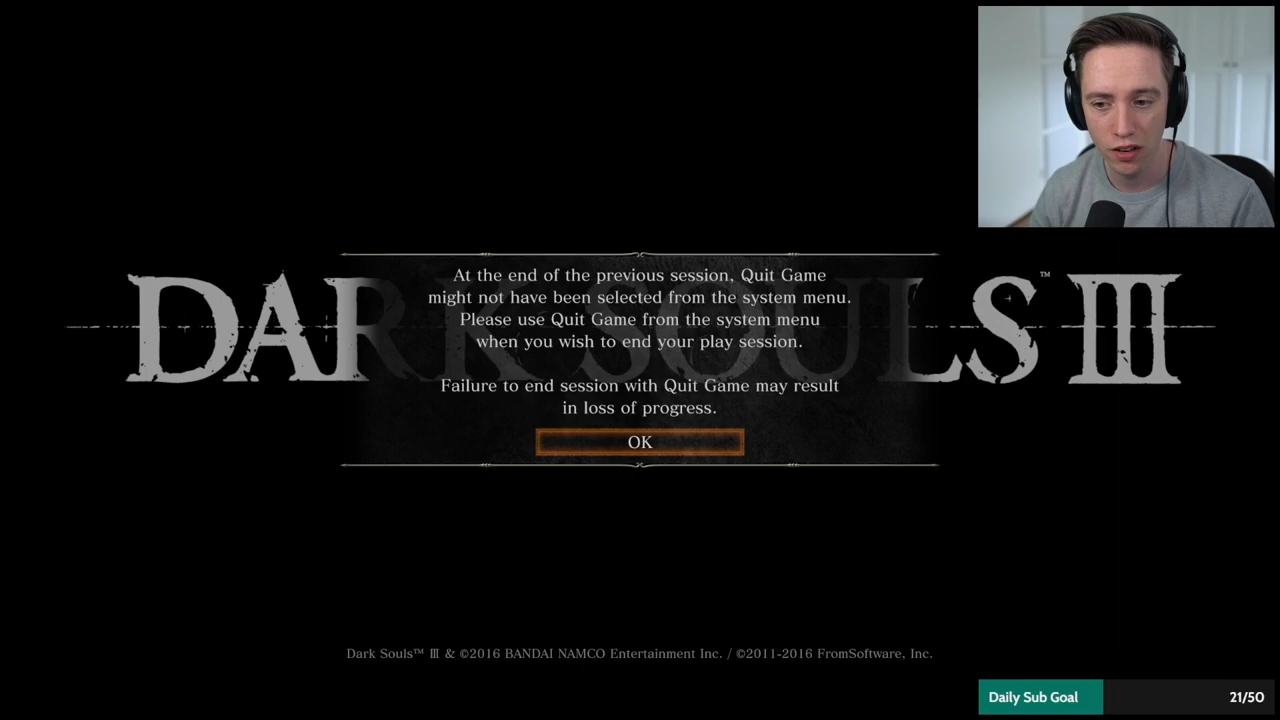 At the end of the previous session, Quit Game
might not have been selected from the system menu.
Please use Quit Game from the system menu
when you wish to end your play session.
Failure to end session with Quit Game may result
in loss of progress.
OK
DARK SOULS™ III
Dark Souls™ III & ©2016 BANDAI NAMCO Entertainment Inc. / ©2011-2016 FromSoftware, Inc.
Daily Sub Goal 21/50